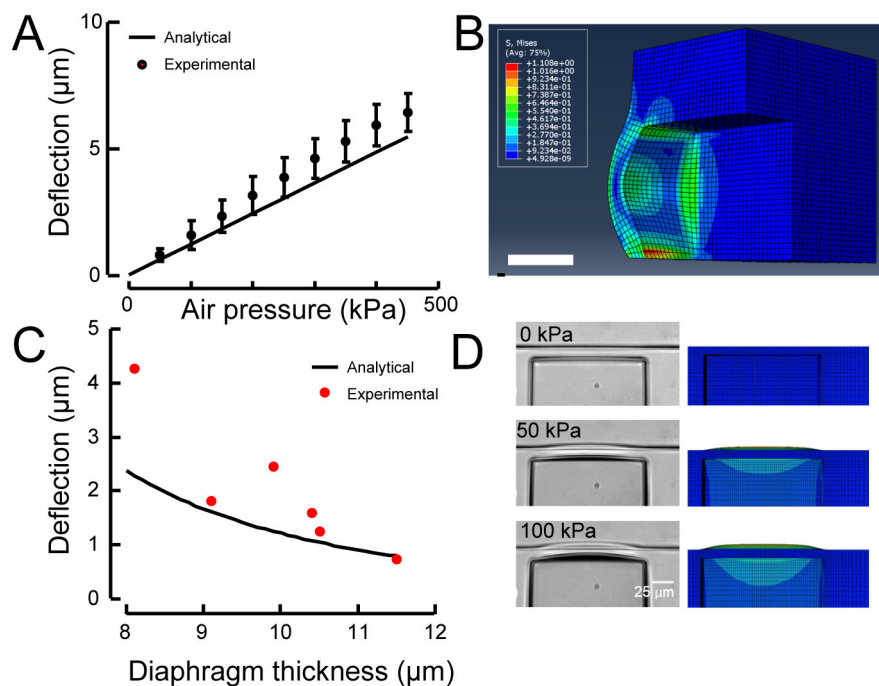 A
10
Analytical
Experimental
Deflection (µm)
5
0
0
Air pressure (kPa)
500
B
S, Mises
(Avg: 75%)
+1.108e+00
+1.016e+00
+9.234e-01
+8.311e-01
+7.387e-01
+6.464e-01
+5.540e-01
+4.617e-01
+3.694e-01
+2.770e-01
+1.847e-01
+9.234e-02
+4.928e-09
C
5
Analytical
Experimental
4
3
2
1
0
Deflection (µm)
8
9
10
11
12
Diaphragm thickness (µm)
D
0 kPa
50 kPa
100 kPa
25 µm